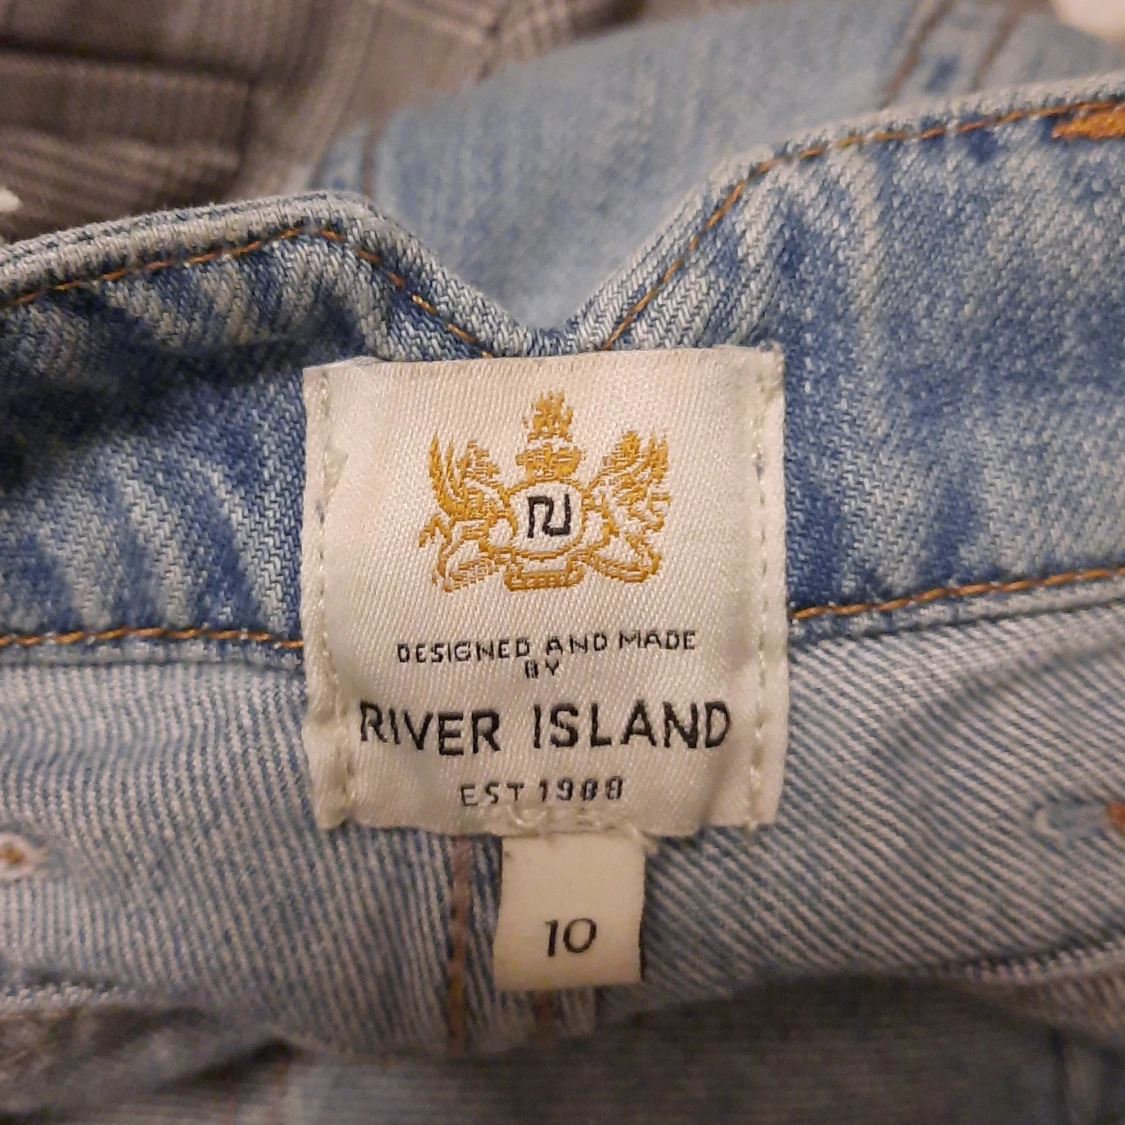 RI
DESIGNED AND MADE
BY
RIVER ISLAND
EST 1988
10